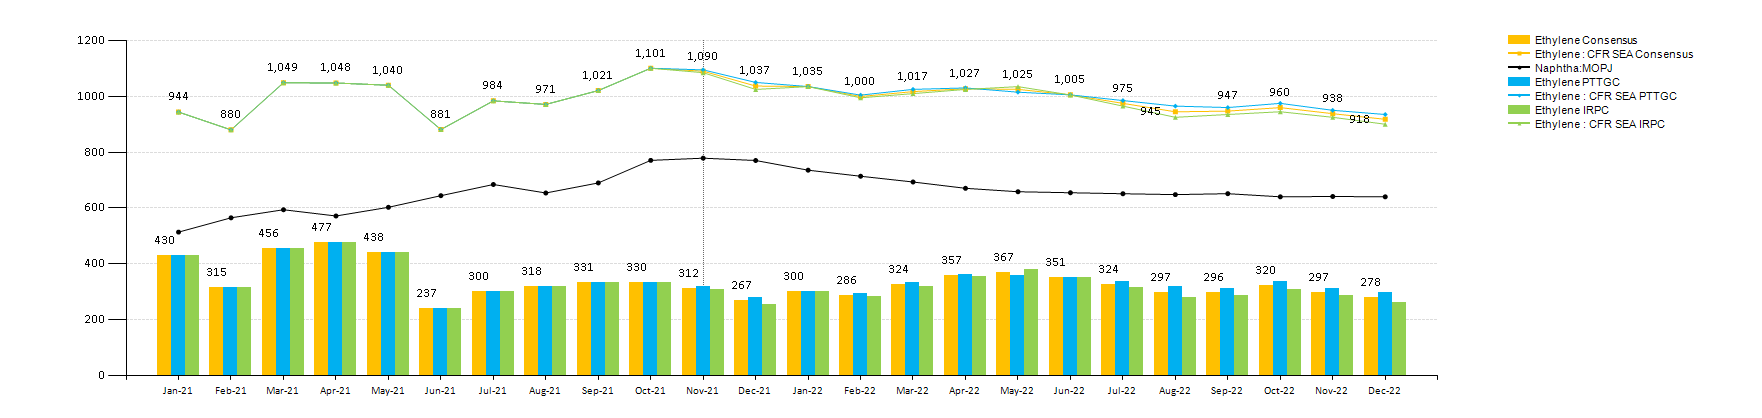 1200
1000
800
600
400
200
0
944
880
1,049
1,048
1,040
881
984
971
1,021
1,101
1,090
1,037
1,035
1,000
1,017
1,027
1,025
1,005
975
945
947
960
938
918
430
315
456
477
438
237
300
318
331
330
312
267
300
286
324
357
367
351
324
297
296
320
297
278
Jan-21
Feb-21
Mar-21
Apr-21
May-21
Jun-21
Jul-21
Aug-21
Sep-21
Oct-21
Nov-21
Dec-21
Jan-22
Feb-22
Mar-22
Apr-22
May-22
Jun-22
Jul-22
Aug-22
Sep-22
Oct-22
Nov-22
Dec-22
Ethylene Consensus
Ethylene : CFR SEA Consensus
Naphtha:MOPJ
Ethylene PTTGC
Ethylene : CFR SEA PTTGC
Ethylene IRPC
Ethylene : CFR SEA IRPC